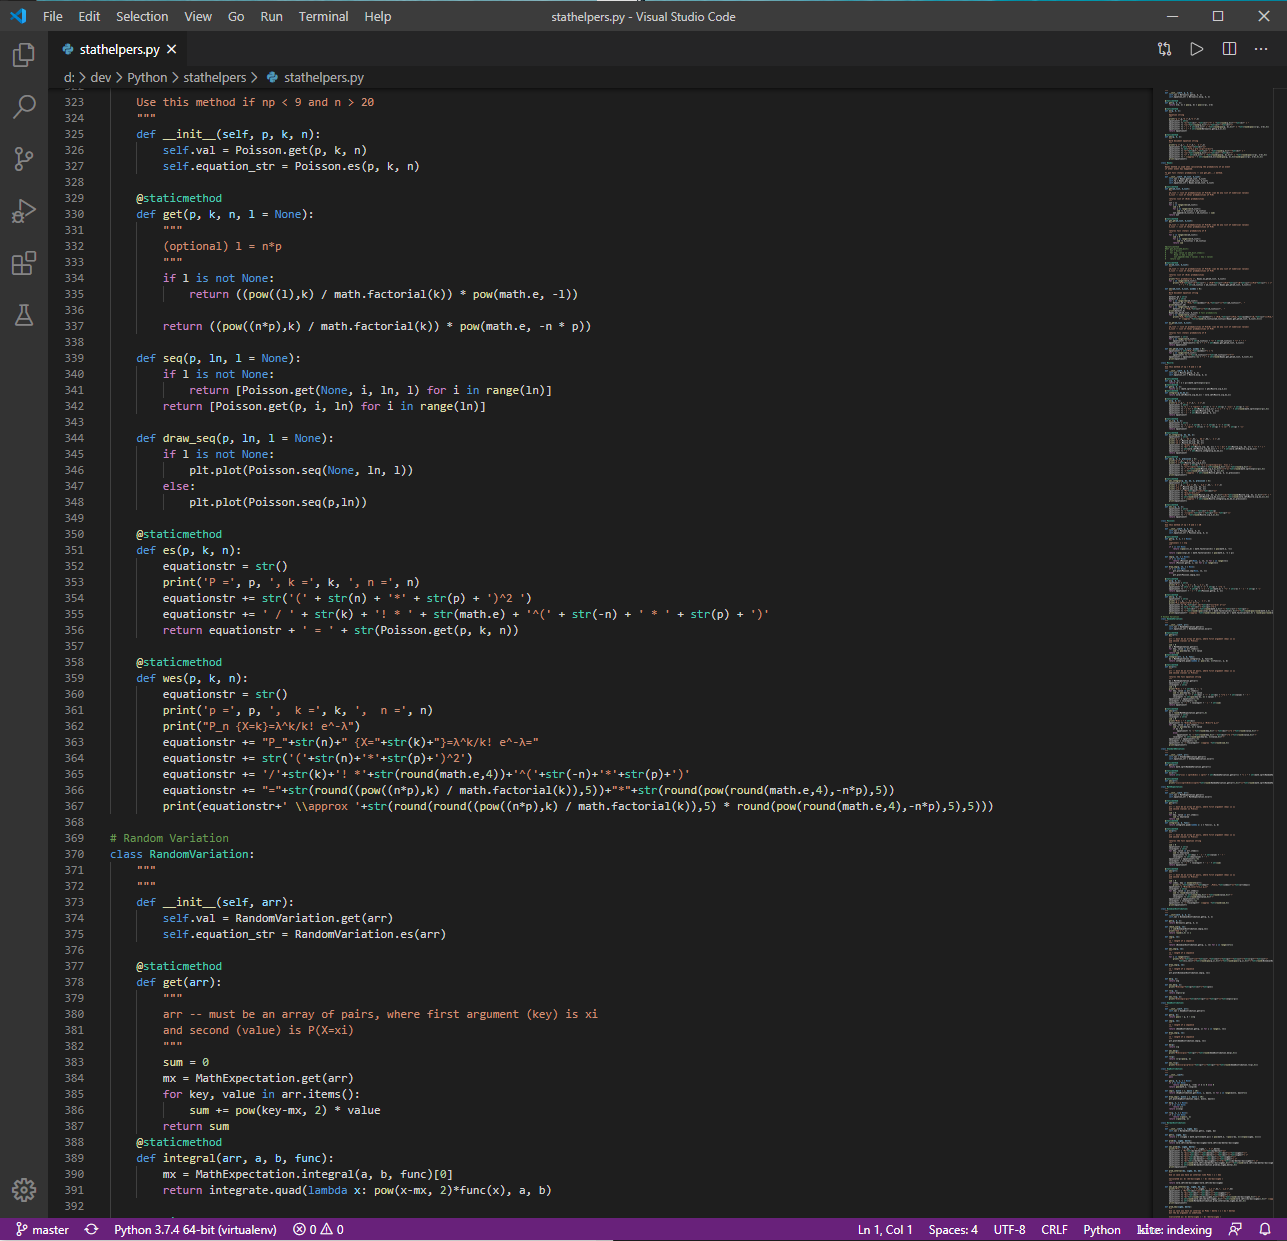 File Edit Selection View Go Run Terminal Help stathelpers.py - Visual Studio Code
stathelpers.py
d: > dev > Python > stathelpers > stathelpers.py
323 Use this method if np < 9 and n > 20
324 """
325 def __init__(self, p, k, n):
326 self.val = Poisson.get(p, k, n)
327 self.equation_str = Poisson.es(p, k, n)
328
329 @staticmethod
330 def get(p, k, n, l = None):
331 """
332 (optional) l = n*p
333 """
334 if l is not None:
335 return ((pow((l),k) / math.factorial(k)) * pow(math.e, -l))
336
337 return ((pow((n*p),k) / math.factorial(k)) * pow(math.e, -n * p))
338
339 def seq(p, ln, l = None):
340 if l is not None:
341 return [Poisson.get(None, i, ln, l) for i in range(ln)]
342 return [Poisson.get(p, i, ln) for i in range(ln)]
343
344 def draw_seq(p, ln, l = None):
345 if l is not None:
346 plt.plot(Poisson.seq(None, ln, l))
347 else:
348 plt.plot(Poisson.seq(p,ln))
349
350 @staticmethod
351 def es(p, k, n):
352 equationstr = str()
353 print('P =', p, ', k =', k, ', n =', n)
354 equationstr += str('(' + str(n) + '*' + str(p) + ')^2 ')
355 equationstr += ' / ' + str(k) + '! * ' + str(math.e) + '^(' + str(-n) + ' * ' + str(p) + ')'
356 return equationstr + ' = ' + str(Poisson.get(p, k, n))
357
358 @staticmethod
359 def wes(p, k, n):
360 equationstr = str()
361 print('p =', p, ',  k =', k, ',  n =', n)
362 print("P_n {X=k}=λ^k/k! e^-λ")
363 equationstr += "P_"+str(n)+" {X="+str(k)+"}=λ^k/k! e^-λ="
364 equationstr += str('('+str(n)+'*'+str(p)+')^2')
365 equationstr += '/'+str(k)+'! *'+str(round(math.e,4))+'^('+str(-n)+'*'+str(p)+')'
366 equationstr += "="+str(round((pow((n*p),k) / math.factorial(k)),5))+"*"+str(round(pow(round(math.e,4),-n*p),5))
367 print(equationstr+' \\approx '+str(round(round((pow((n*p),k) / math.factorial(k)),5) * round(pow(round(math.e,4),-n*p),5),5)))
368
369 # Random Variation
370 class RandomVariation:
371 """
372 """
373 def __init__(self, arr):
374 self.val = RandomVariation.get(arr)
375 self.equation_str = RandomVariation.es(arr)
376
377 @staticmethod
378 def get(arr):
379 """
380 arr -- must be an array of pairs, where first argument (key) is xi
381 and second (value) is P(X=xi)
382 """
383 sum = 0
384 mx = MathExpectation.get(arr)
385 for key, value in arr.items():
386 sum += pow(key-mx, 2) * value
387 return sum
388 @staticmethod
389 def integral(arr, a, b, func):
390 mx = MathExpectation.integral(a, b, func)[0]
391 return integrate.quad(lambda x: pow(x-mx, 2)*func(x), a, b)
392
master Python 3.7.4 64-bit (virtualenv) 0 0 Ln 1, Col 1 Spaces: 4 UTF-8 CRLF Python kite: indexing